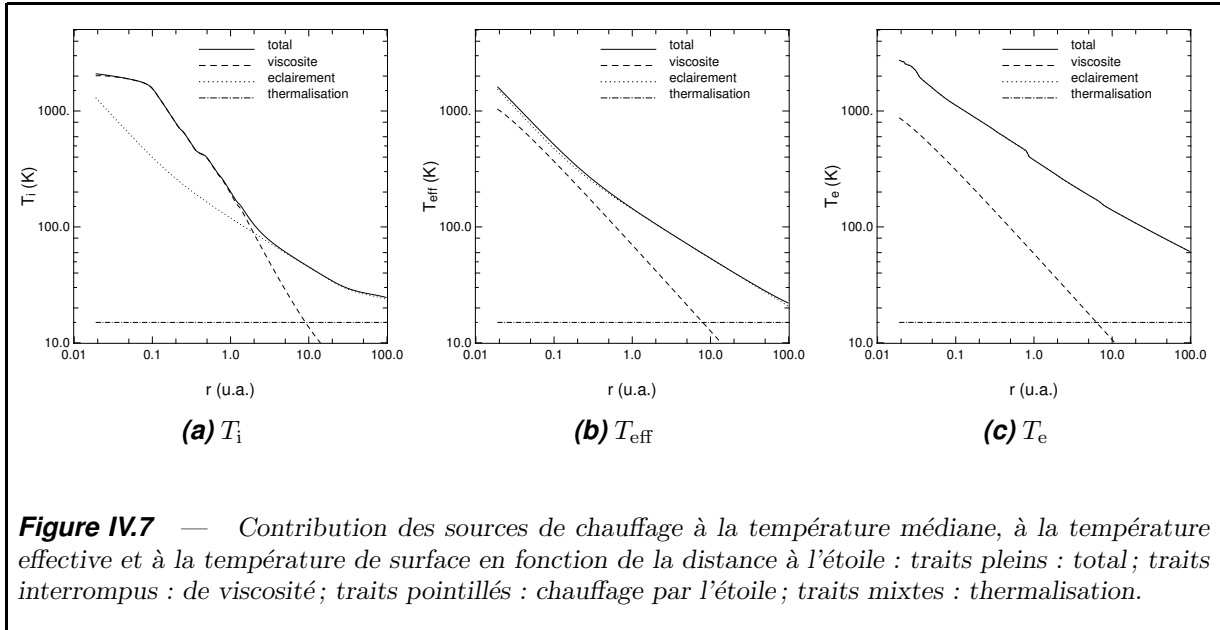 total
viscosite
eclairement
thermalisation
1000.
100.0
10.0
T_i (K)
0.01 0.1 1.0 10.0 100.0
r (u.a.)
(a) T_i
total
viscosite
eclairement
thermalisation
1000.
100.0
10.0
T_eff (K)
0.01 0.1 1.0 10.0 100.0
r (u.a.)
(b) T_eff
total
viscosite
eclairement
thermalisation
1000.
100.0
10.0
T_e (K)
0.01 0.1 1.0 10.0 100.0
r (u.a.)
(c) T_e
Figure IV.7 — Contribution des sources de chauffage à la température médiane, à la température
effective et à la température de surface en fonction de la distance à l'étoile : traits pleins : total ; traits
interrompus : de viscosité ; traits pointillés : chauffage par l'étoile ; traits mixtes : thermalisation.